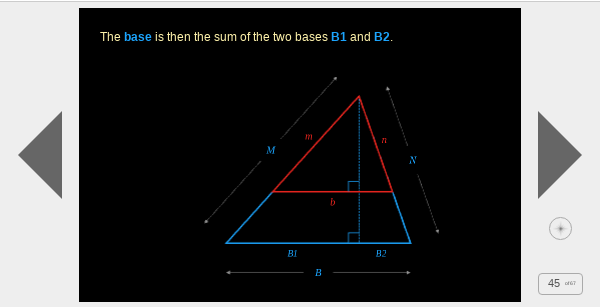 The base is then the sum of the two bases B1 and B2.
m
M
n
N
b
B1 B2
B
45 of 67